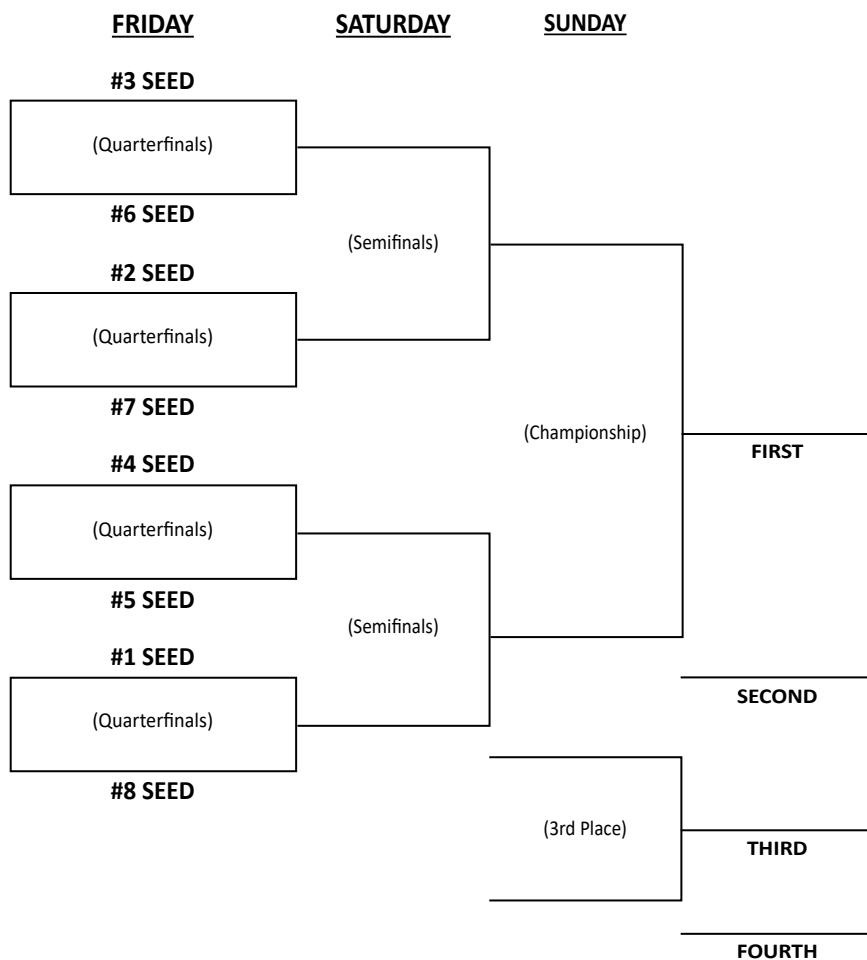 FRIDAY
SATURDAY
SUNDAY
#3 SEED
(Quarterfinals)
#6 SEED
(Semifinals)
#2 SEED
(Quarterfinals)
#7 SEED
(Championship)
FIRST
#4 SEED
(Quarterfinals)
#5 SEED
(Semifinals)
#1 SEED
(Quarterfinals)
#8 SEED
SECOND
(3rd Place)
THIRD
FOURTH